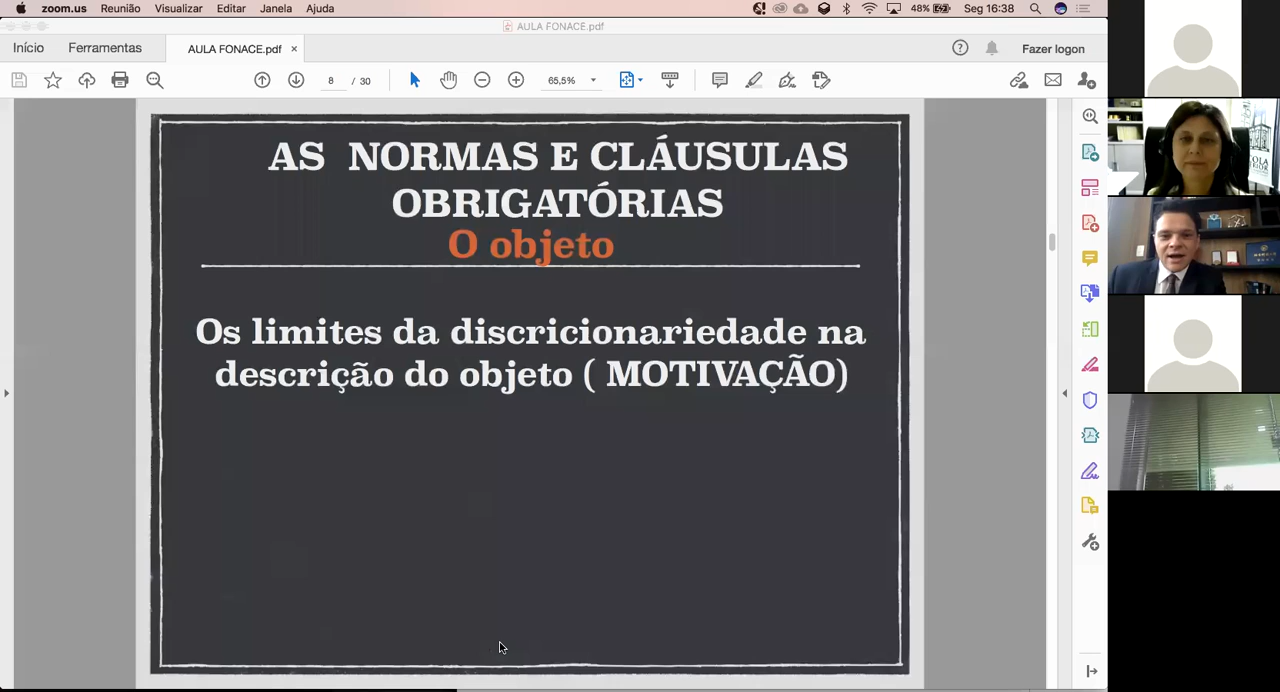 zoom.us Reunião Visualizar Editar Janela Ajuda 48% Seg 16:38
AULA FONACE.pdf
Início Ferramentas AULA FONACE.pdf × Fazer logon
8 / 30 65,5%
AS NORMAS E CLÁUSULAS
OBRIGATÓRIAS
O objeto
Os limites da discricionariedade na
descrição do objeto ( MOTIVAÇÃO)